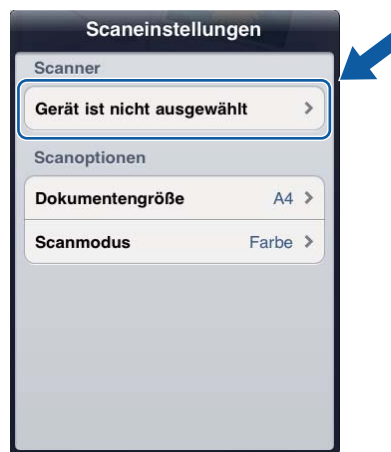 Scaneinstellungen
Scanner
Gerät ist nicht ausgewählt
Scanoptionen
Dokumentengröße A4
Scanmodus Farbe